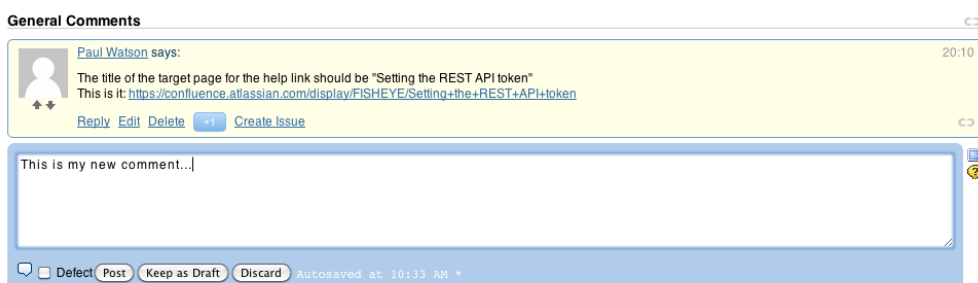 General Comments
Paul Watson says: 20:10
The title of the target page for the help link should be "Setting the REST API token"
This is it: https://confluence.atlassian.com/display/FISHEYE/Setting+the+REST+API+token
Reply Edit Delete +1 Create Issue
This is my new comment...
Defect Post Keep as Draft Discard Autosaved at 10:33 AM *